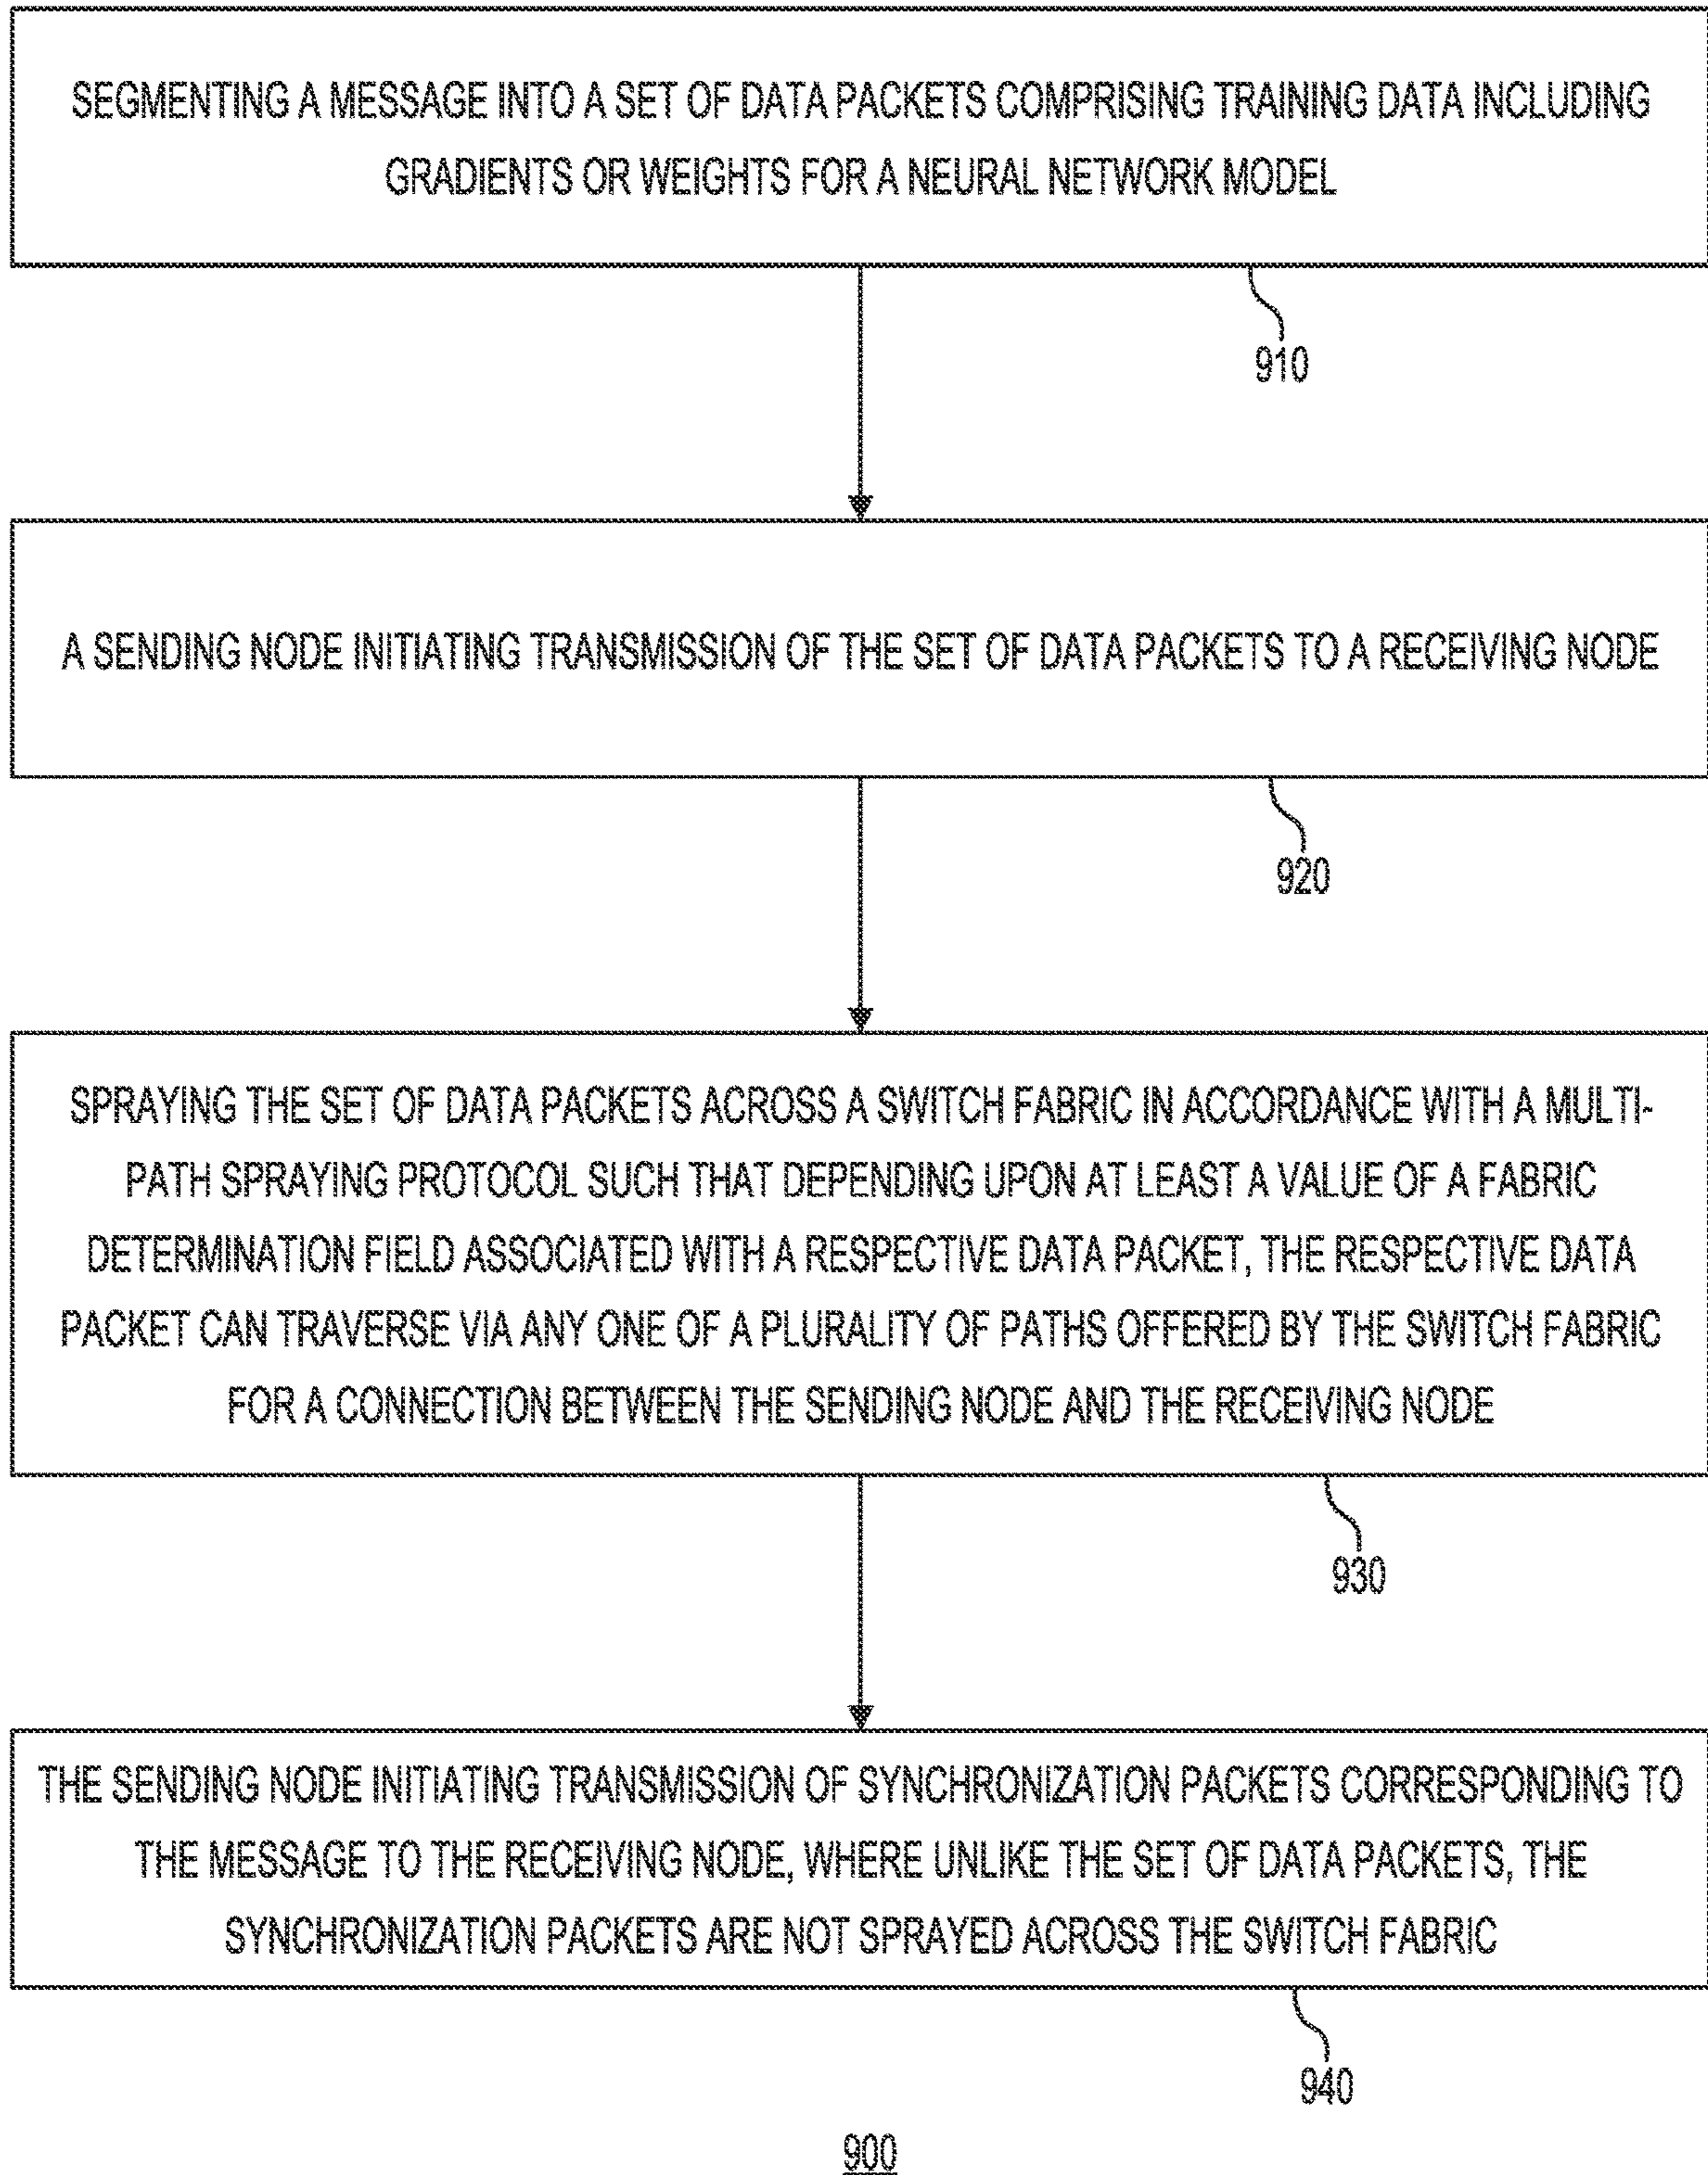 SEGMENTING A MESSAGE INTO A SET OF DATA PACKETS COMPRISING TRAINING DATA INCLUDING
GRADIENTS OR WEIGHTS FOR A NEURAL NETWORK MODEL
910
A SENDING NODE INITIATING TRANSMISSION OF THE SET OF DATA PACKETS TO A RECEIVING NODE
920
SPRAYING THE SET OF DATA PACKETS ACROSS A SWITCH FABRIC IN ACCORDANCE WITH A MULTI-
PATH SPRAYING PROTOCOL SUCH THAT DEPENDING UPON AT LEAST A VALUE OF A FABRIC
DETERMINATION FIELD ASSOCIATED WITH A RESPECTIVE DATA PACKET, THE RESPECTIVE DATA
PACKET CAN TRAVERSE VIA ANY ONE OF A PLURALITY OF PATHS OFFERED BY THE SWITCH FABRIC
FOR A CONNECTION BETWEEN THE SENDING NODE AND THE RECEIVING NODE
930
THE SENDING NODE INITIATING TRANSMISSION OF SYNCHRONIZATION PACKETS CORRESPONDING TO
THE MESSAGE TO THE RECEIVING NODE, WHERE UNLIKE THE SET OF DATA PACKETS, THE
SYNCHRONIZATION PACKETS ARE NOT SPRAYED ACROSS THE SWITCH FABRIC
940
900